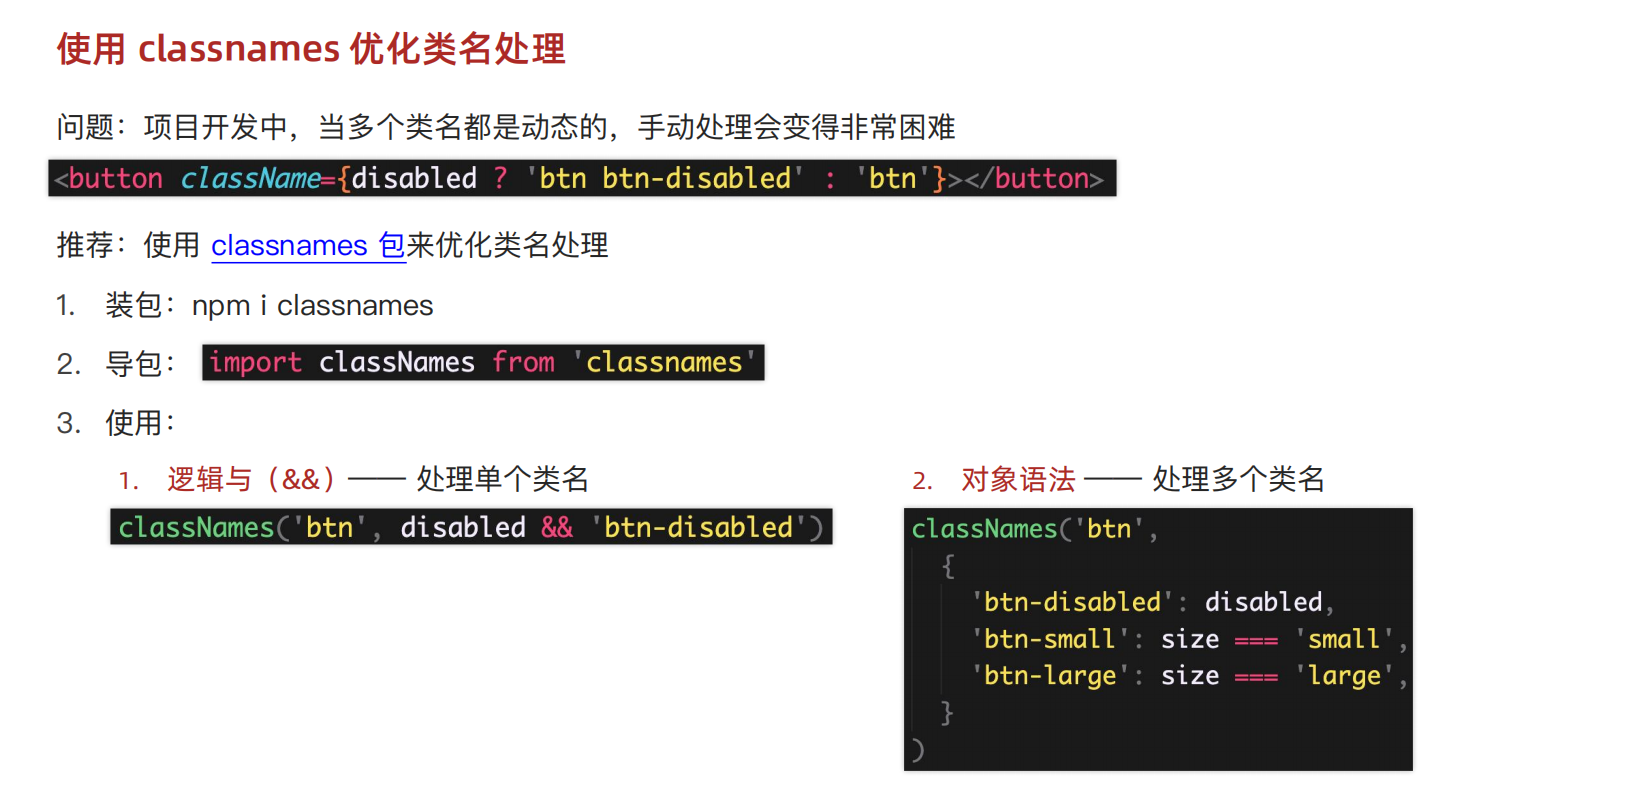 使用 classnames 优化类名处理
问题：项目开发中，当多个类名都是动态的，手动处理会变得非常困难
<button className={disabled ? 'btn btn-disabled' : 'btn'}></button>
推荐：使用 classnames 包来优化类名处理
1. 装包：npm i classnames
2. 导包： import classNames from 'classnames'
3. 使用：
1. 逻辑与（&&）—— 处理单个类名
classNames('btn', disabled && 'btn-disabled')
2. 对象语法 —— 处理多个类名
classNames('btn',
{
'btn-disabled': disabled,
'btn-small': size === 'small',
'btn-large': size === 'large',
}
)